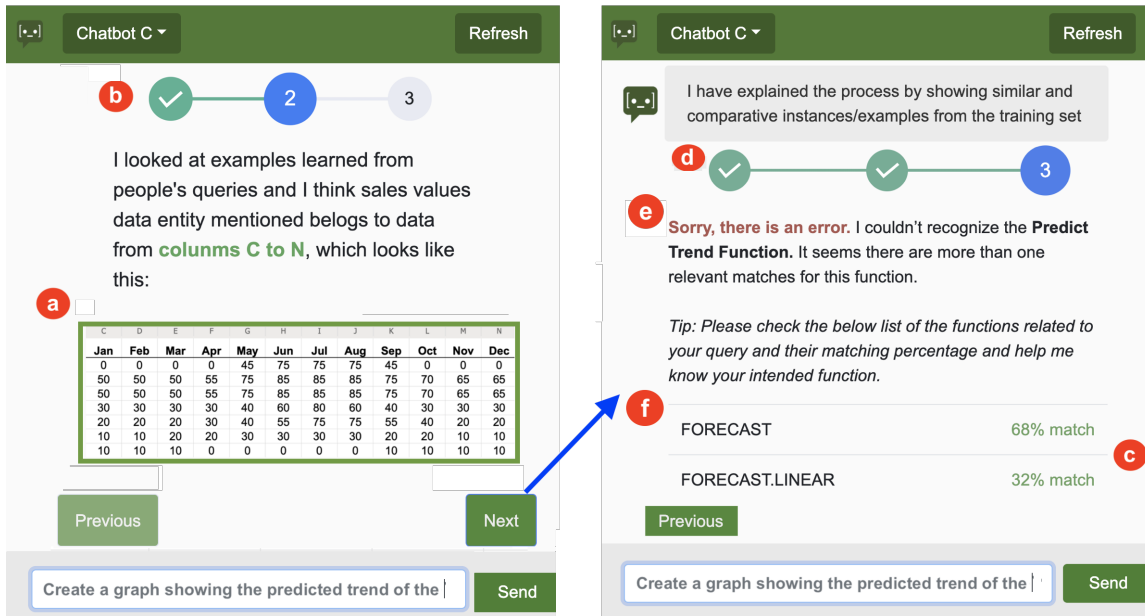 [-_-] Chatbot C Refresh
b
2 3
I looked at examples learned from
people's queries and I think sales values
data entity mentioned belogs to data
from colunms C to N, which looks like
this:
a
C D E F G H I J K L M N
Jan Feb Mar Apr May Jun Jul Aug Sep Oct Nov Dec
0 0 0 0 45 75 75 75 45 0 0 0
50 50 50 55 75 85 85 85 75 70 65 65
50 50 50 55 75 85 85 85 75 70 65 65
30 30 30 30 40 60 80 60 40 30 30 30
20 20 20 30 40 55 75 75 55 40 20 20
10 10 20 20 30 30 30 30 20 20 10 10
10 10 10 0 0 0 0 0 10 10 10 10
Previous Next
Create a graph showing the predicted trend of the Send
[-_-] Chatbot C Refresh
[-_-]
I have explained the process by showing similar and
comparative instances/examples from the training set
d
3
e
Sorry, there is an error. I couldn't recognize the Predict
Trend Function. It seems there are more than one
relevant matches for this function.
Tip: Please check the below list of the functions related to
your query and their matching percentage and help me
know your intended function.
f
FORECAST 68% match
c
FORECAST.LINEAR 32% match
Previous
Create a graph showing the predicted trend of the Send